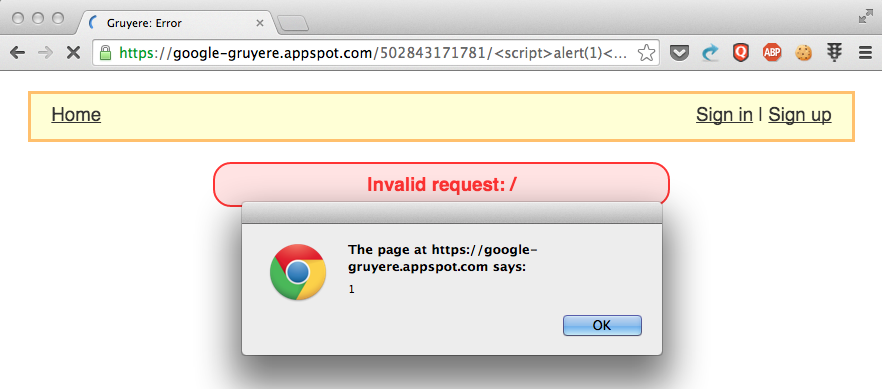 Gruyere: Error
https://google-gruyere.appspot.com/502843171781/<script>alert(1)<...
ABP
Home
Sign in | Sign up
Invalid request: /
The page at https://google-
gruyere.appspot.com says:
1
OK